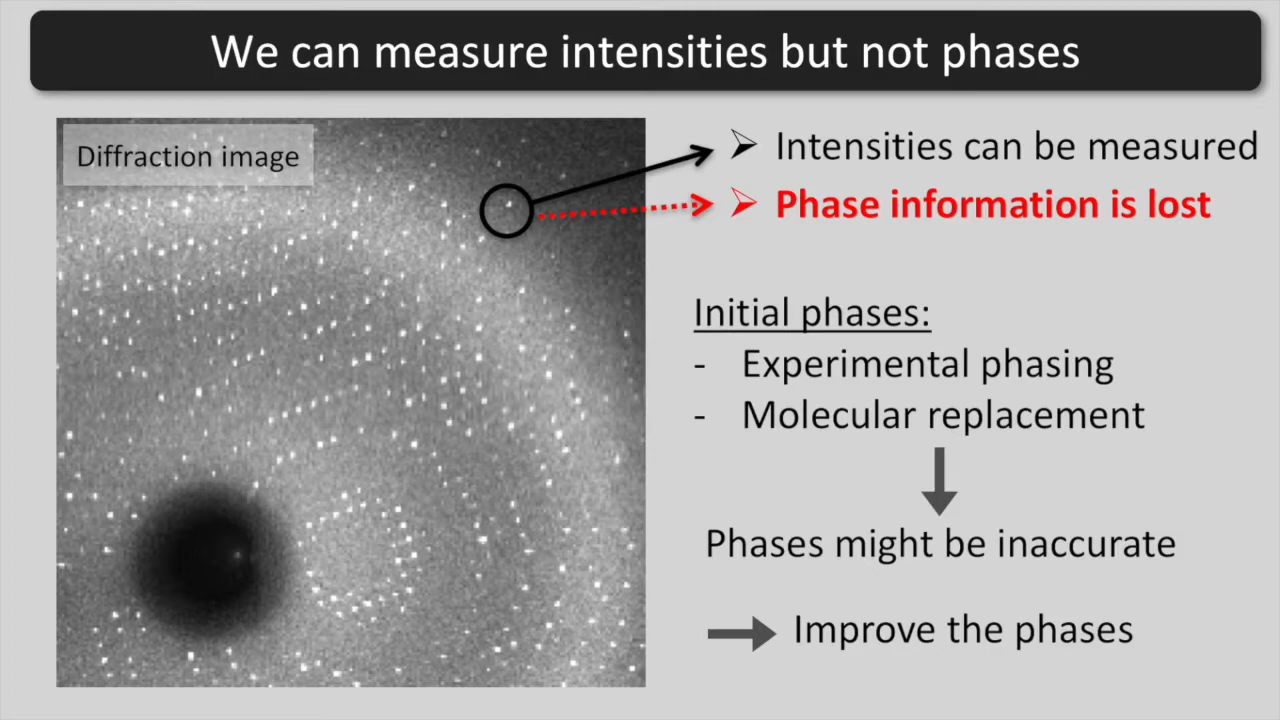 We can measure intensities but not phases
Diffraction image
➢ Intensities can be measured
➢ Phase information is lost
Initial phases:
- Experimental phasing
- Molecular replacement
Phases might be inaccurate
Improve the phases